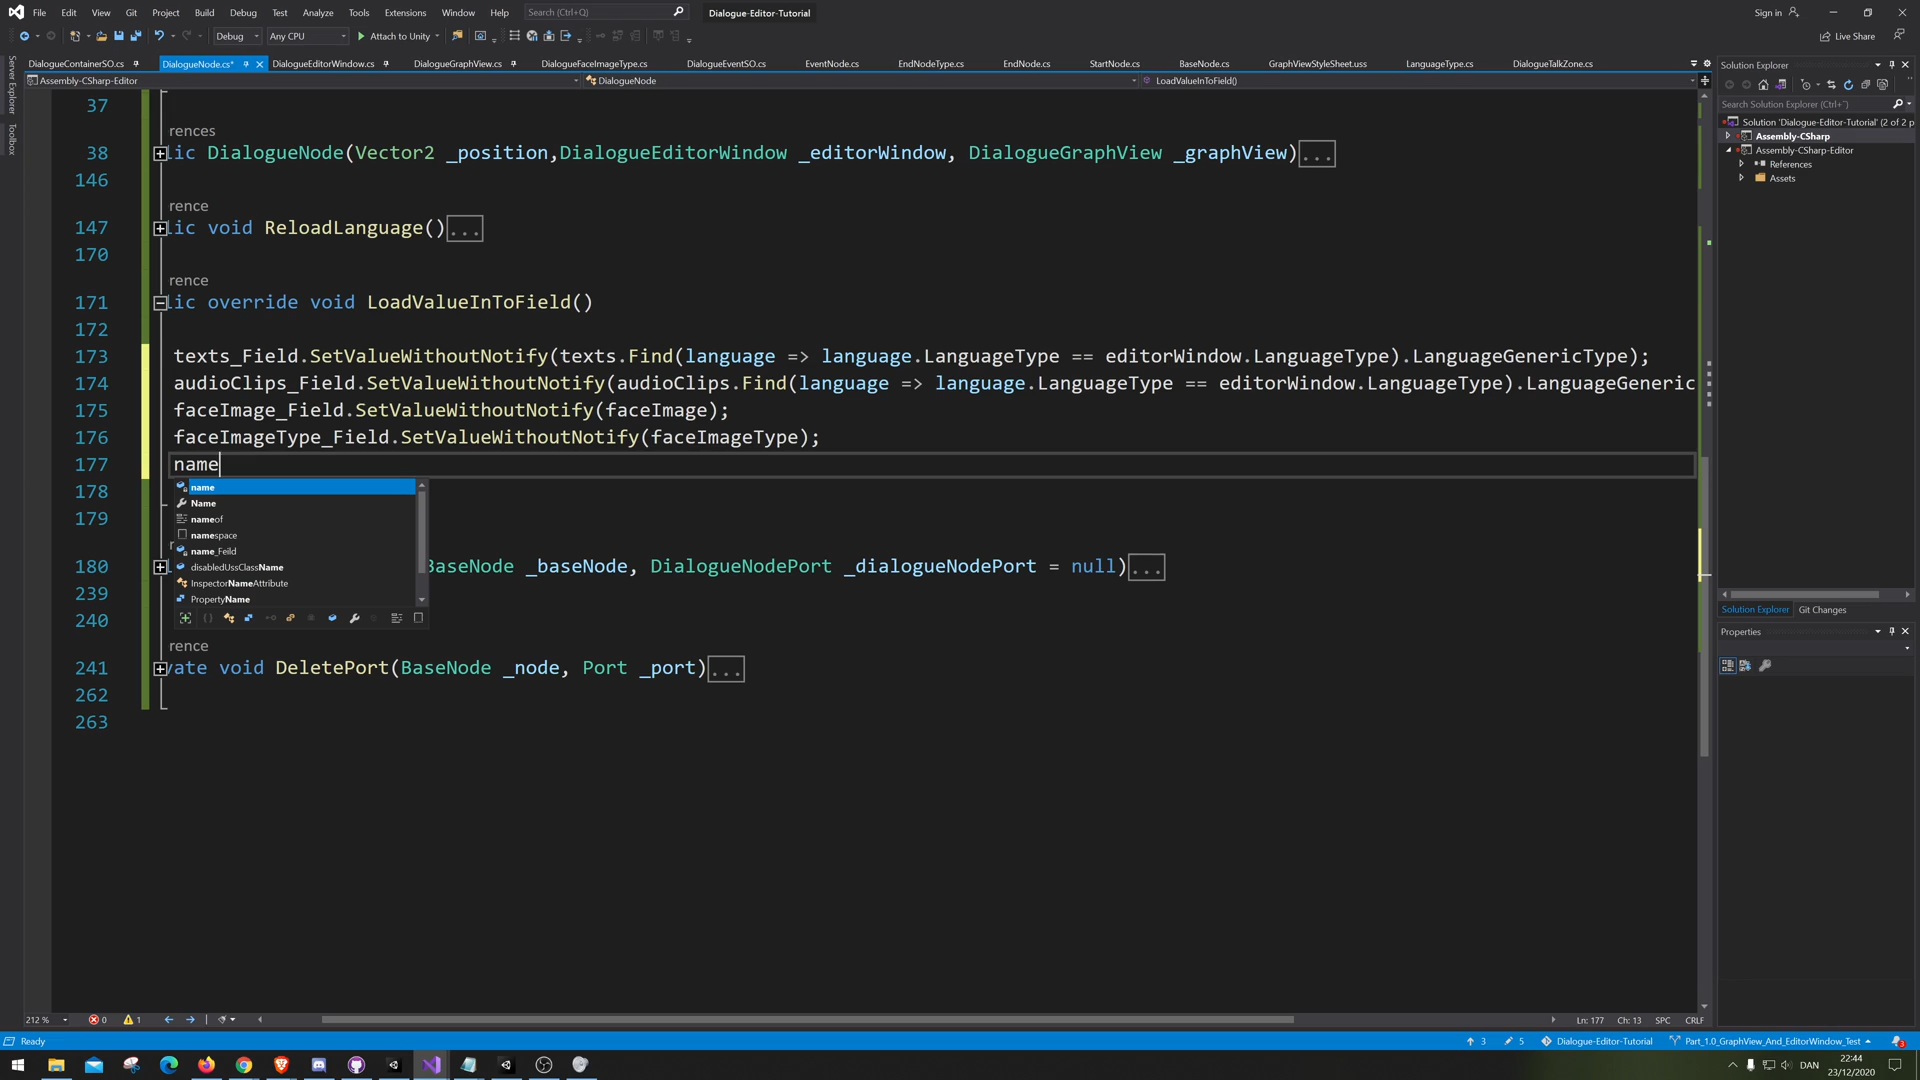 File Edit View Git Project Build Debug Test Analyze Tools Extensions Window Help Search (Ctrl+Q) Dialogue-Editor-Tutorial Sign in
Debug Any CPU Attach to Unity Live Share
DialogueContainerSO.cs DialogueNode.cs* DialogueEditorWindow.cs DialogueGraphView.cs DialogueFaceImageType.cs DialogueEventSO.cs EventNode.cs EndNodeType.cs EndNode.cs StartNode.cs BaseNode.cs GraphViewStyleSheet.uss LanguageType.cs DialogueTalkZone.cs
Assembly-CSharp-Editor DialogueNode LoadValueInToField()
Server Explorer
Toolbox
37
rences
38 lic DialogueNode(Vector2 _position,DialogueEditorWindow _editorWindow, DialogueGraphView _graphView)...
146
rence
147 lic void ReloadLanguage()...
170
rence
171 lic override void LoadValueInToField()
172
173 texts_Field.SetValueWithoutNotify(texts.Find(language => language.LanguageType == editorWindow.LanguageType).LanguageGenericType);
174 audioClips_Field.SetValueWithoutNotify(audioClips.Find(language => language.LanguageType == editorWindow.LanguageType).LanguageGeneric
175 faceImage_Field.SetValueWithoutNotify(faceImage);
176 faceImageType_Field.SetValueWithoutNotify(faceImageType);
177 name
name
Name
nameof
namespace
name_Feild
disabledUssClassName
InspectorNameAttribute
PropertyName
178
179
180 BaseNode _baseNode, DialogueNodePort _dialogueNodePort = null)...
239
240
rence
241 vate void DeletePort(BaseNode _node, Port _port)...
262
263
Solution Explorer
Search Solution Explorer (Ctrl+¨)
Solution 'Dialogue-Editor-Tutorial' (2 of 2 p
Assembly-CSharp
Assembly-CSharp-Editor
References
Assets
Solution Explorer Git Changes
Properties
212 % 0 1 Ln: 177 Ch: 13 SPC CRLF
Ready 3 5 Dialogue-Editor-Tutorial Part_1.0_GraphView_And_EditorWindow_Test
DAN 22:44
23/12/2020